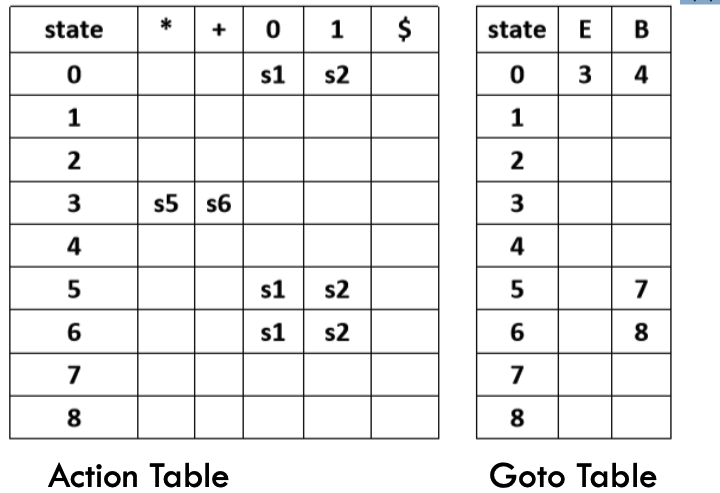 state * + 0 1 $
0 s1 s2
1
2
3 s5 s6
4
5 s1 s2
6 s1 s2
7
8
Action Table
state E B
0 3 4
1
2
3
4
5 7
6 8
7
8
Goto Table